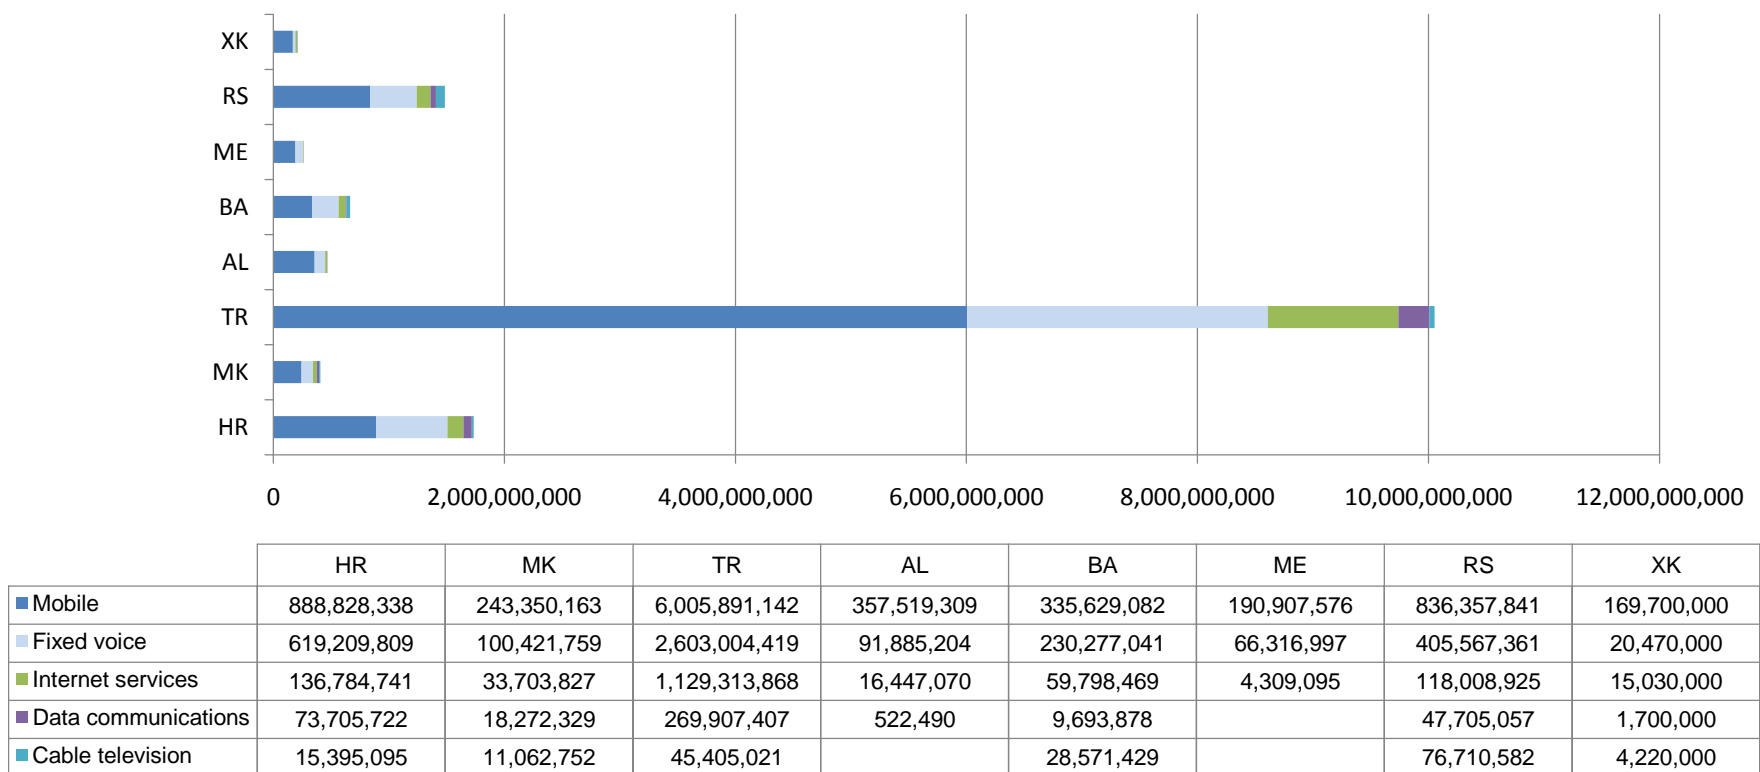 XK
RS
ME
BA
AL
TR
MK
HR
0 2,000,000,000 4,000,000,000 6,000,000,000 8,000,000,000 10,000,000,000 12,000,000,000
HR MK TR AL BA ME RS XK
Mobile 888,828,338 243,350,163 6,005,891,142 357,519,309 335,629,082 190,907,576 836,357,841 169,700,000
Fixed voice 619,209,809 100,421,759 2,603,004,419 91,885,204 230,277,041 66,316,997 405,567,361 20,470,000
Internet services 136,784,741 33,703,827 1,129,313,868 16,447,070 59,798,469 4,309,095 118,008,925 15,030,000
Data communications 73,705,722 18,272,329 269,907,407 522,490 9,693,878 47,705,057 1,700,000
Cable television 15,395,095 11,062,752 45,405,021 28,571,429 76,710,582 4,220,000